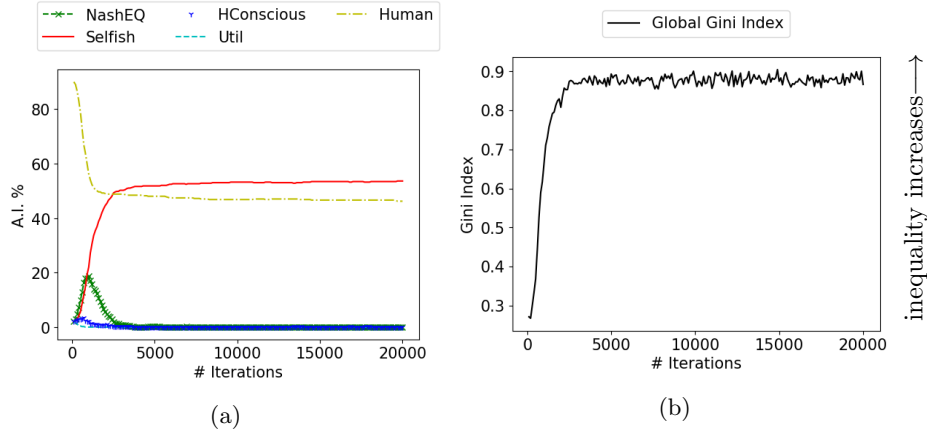 NashEQ HConscious Human
Selfish Util
80
60
40
20
0
A.I. %
0 5000 10000 15000 20000
# Iterations
(a)
Global Gini Index
0.9
0.8
0.7
0.6
0.5
0.4
0.3
Gini Index
0 5000 10000 15000 20000
# Iterations
(b)
inequality increases⟶